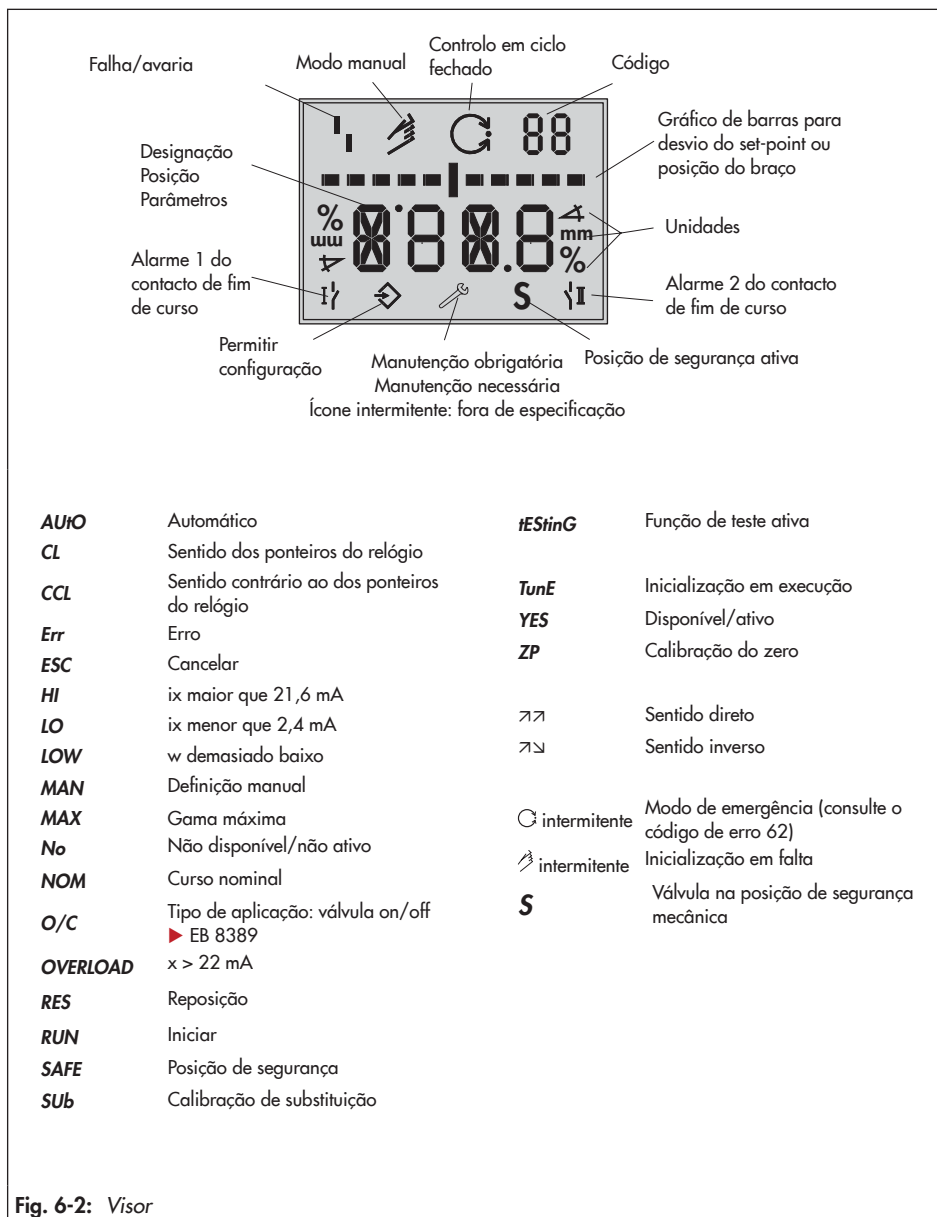 Falha/avaria
Modo manual
Controlo em ciclo
fechado
Código
88
Gráfico de barras para
desvio do set-point ou
posição do braço
Designação
Posição
Parâmetros
%
mm
8.88.8
mm
%
Unidades
Alarme 1 do
contacto de fim
de curso
I
S
II
Alarme 2 do contacto
de fim de curso
Permitir
configuração
Manutenção obrigatória
Manutenção necessária
Ícone intermitente: fora de especificação
Posição de segurança ativa
AUtO Automático
CL Sentido dos ponteiros do relógio
CCL Sentido contrário ao dos ponteiros
do relógio
Err Erro
ESC Cancelar
HI ix maior que 21,6 mA
LO ix menor que 2,4 mA
LOW w demasiado baixo
MAN Definição manual
MAX Gama máxima
No Não disponível/não ativo
NOM Curso nominal
O/C Tipo de aplicação: válvula on/off
▶ EB 8389
OVERLOAD x > 22 mA
RES Reposição
RUN Iniciar
SAFE Posição de segurança
SUb Calibração de substituição
tEStinG Função de teste ativa
TunE Inicialização em execução
YES Disponível/ativo
ZP Calibração do zero
↗↗ Sentido direto
↗↘ Sentido inverso
intermitente Modo de emergência (consulte o
código de erro 62)
intermitente Inicialização em falta
S Válvula na posição de segurança
mecânica
Fig. 6-2: Visor